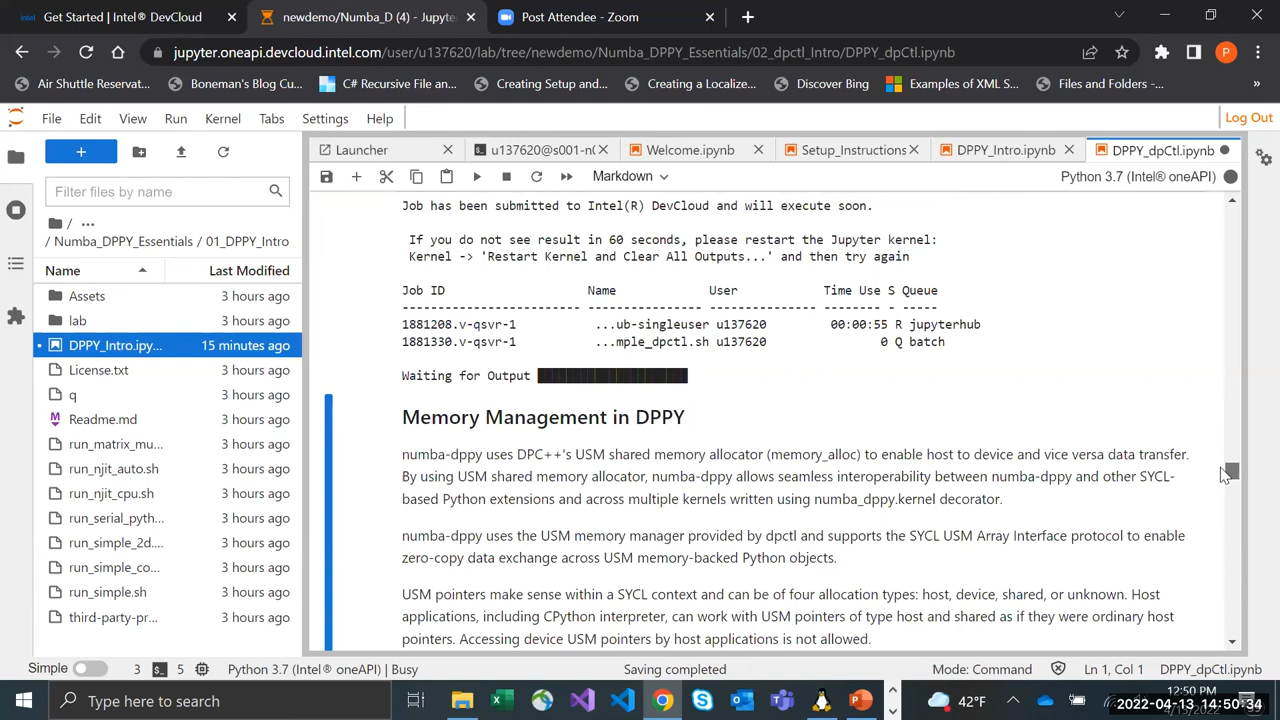 intel. Get Started | Intel® DevCloud
newdemo/Numba_D (4) - Jupyte
Post Attendee - Zoom
jupyter.oneapi.devcloud.intel.com/user/u137620/lab/tree/newdemo/Numba_DPPY_Essentials/02_dpctl_Intro/DPPY_dpCtl.ipynb
P
Air Shuttle Reservat...
Boneman's Blog Cu...
C# Recursive File an...
Creating Setup and...
Creating a Localize...
Discover Bing
Examples of XML S...
Files and Folders -...
»
File Edit View Run Kernel Tabs Settings Help
Log Out
Launcher
u137620@s001-n0
Welcome.ipynb
Setup_Instructions
DPPY_Intro.ipynb
DPPY_dpCtl.ipynb
Markdown
Python 3.7 (Intel® oneAPI)
Filter files by name
/ ...
/ Numba_DPPY_Essentials / 01_DPPY_Intro
Name Last Modified
Assets 3 hours ago
lab 3 hours ago
DPPY_Intro.ipy... 15 minutes ago
License.txt 3 hours ago
q 3 hours ago
Readme.md 3 hours ago
run_matrix_mu... 3 hours ago
run_njit_auto.sh 3 hours ago
run_njit_cpu.sh 3 hours ago
run_serial_pyth... 3 hours ago
run_simple_2d.... 3 hours ago
run_simple_co... 3 hours ago
run_simple.sh 3 hours ago
third-party-pr... 3 hours ago
Job has been submitted to Intel(R) DevCloud and will execute soon.
If you do not see result in 60 seconds, please restart the Jupyter kernel:
Kernel -> 'Restart Kernel and Clear All Outputs...' and then try again
Job ID Name User Time Use S Queue
1881208.v-qsvr-1 ...ub-singleuser u137620 00:00:55 R jupyterhub
1881330.v-qsvr-1 ...mple_dpctl.sh u137620 0 Q batch
Waiting for Output
Memory Management in DPPY
numba-dppy uses DPC++'s USM shared memory allocator (memory_alloc) to enable host to device and vice versa data transfer.
By using USM shared memory allocator, numba-dppy allows seamless interoperability between numba-dppy and other SYCL-
based Python extensions and across multiple kernels written using numba_dppy.kernel decorator.
numba-dppy uses the USM memory manager provided by dpctl and supports the SYCL USM Array Interface protocol to enable
zero-copy data exchange across USM memory-backed Python objects.
USM pointers make sense within a SYCL context and can be of four allocation types: host, device, shared, or unknown. Host
applications, including CPython interpreter, can work with USM pointers of type host and shared as if they were ordinary host
pointers. Accessing device USM pointers by host applications is not allowed.
Simple 3 5 Python 3.7 (Intel® oneAPI) | Busy Saving completed Mode: Command Ln 1, Col 1 DPPY_dpCtl.ipynb
Type here to search
42°F
12:50 PM
2022-04-13 14:50:34